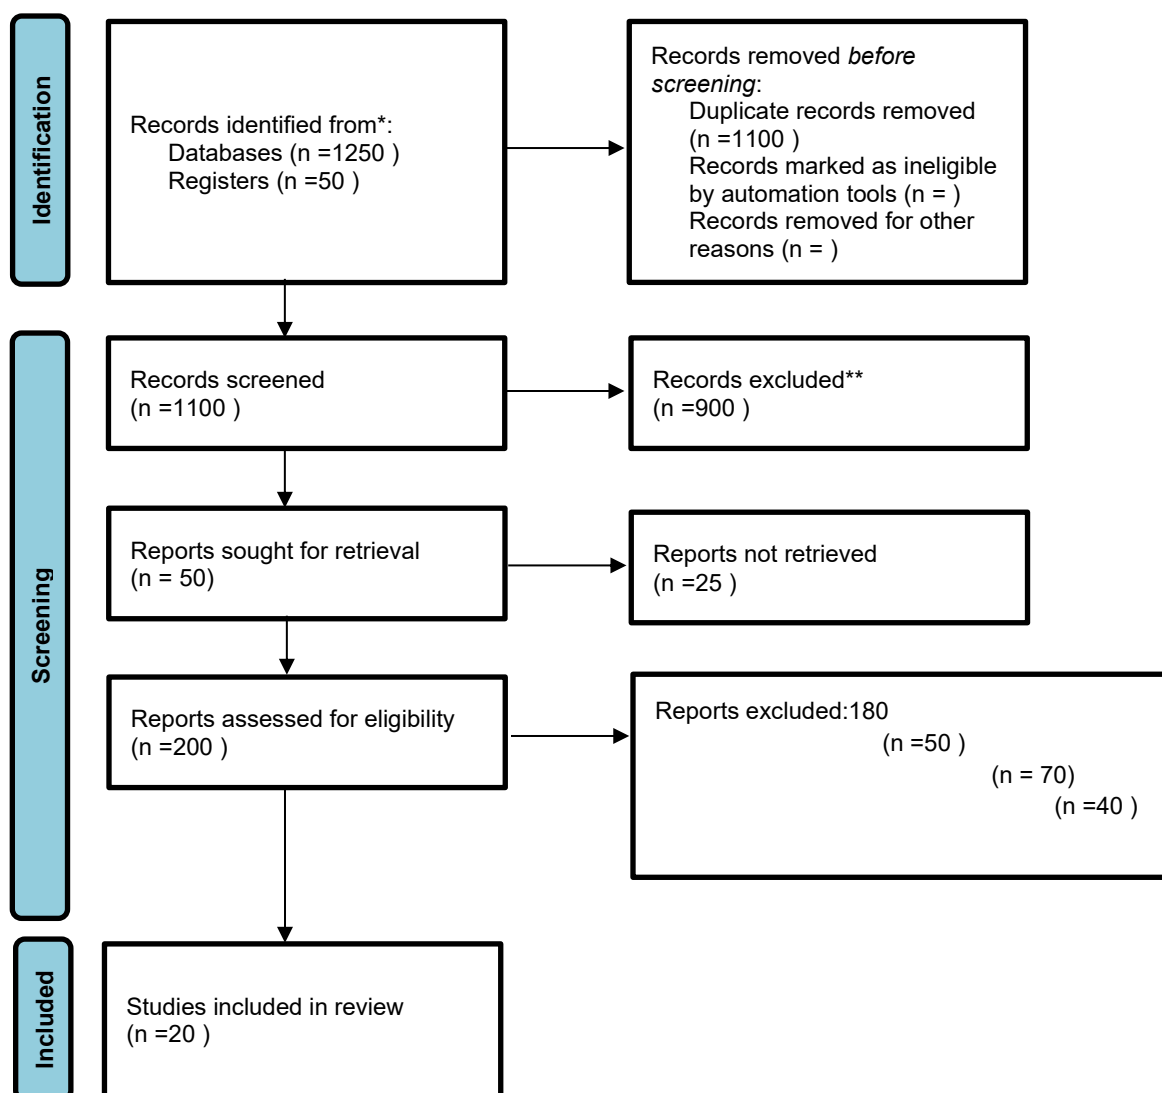 Identification
Records identified from*:
Databases (n =1250 )
Registers (n =50 )
Records removed before
screening:
Duplicate records removed
(n =1100 )
Records marked as ineligible
by automation tools (n = )
Records removed for other
reasons (n = )
Screening
Records screened
(n =1100 )
Records excluded**
(n =900 )
Reports sought for retrieval
(n = 50)
Reports not retrieved
(n =25 )
Reports assessed for eligibility
(n =200 )
Reports excluded:180
(n =50 )
(n = 70)
(n =40 )
Included
Studies included in review
(n =20 )